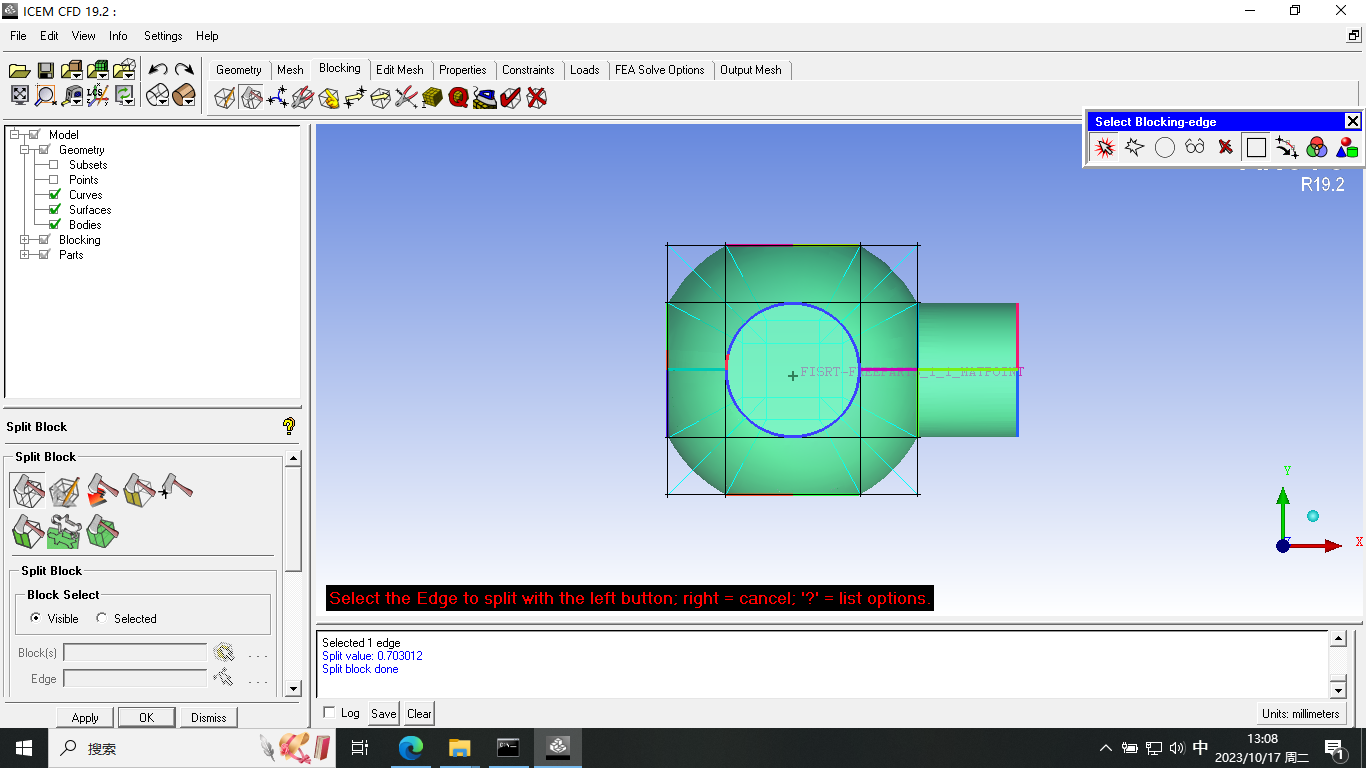 ICEM CFD 19.2 :
File Edit View Info Settings Help
Geometry Mesh Blocking Edit Mesh Properties Constraints Loads FEA Solve Options Output Mesh
Select Blocking-edge
R19.2
Model
Geometry
Subsets
Points
Curves
Surfaces
Bodies
Blocking
Parts
Split Block
Split Block
Split Block
Block Select
Visible Selected
Block(s) ...
Edge ...
Apply OK Dismiss
Y
X
Select the Edge to split with the left button; right = cancel; '?' = list options.
Selected 1 edge
Split value: 0.703012
Split block done
Log Save Clear
Units: millimeters
搜索
中
13:08
2023/10/17 周二
1